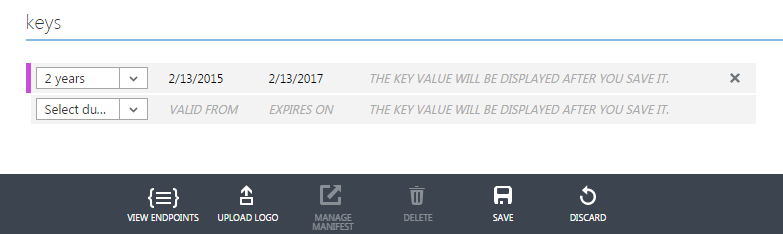 keys
2 years 2/13/2015 2/13/2017 THE KEY VALUE WILL BE DISPLAYED AFTER YOU SAVE IT.
Select du... VALID FROM EXPIRES ON THE KEY VALUE WILL BE DISPLAYED AFTER YOU SAVE IT.
VIEW ENDPOINTS UPLOAD LOGO MANAGE MANIFEST DELETE SAVE DISCARD